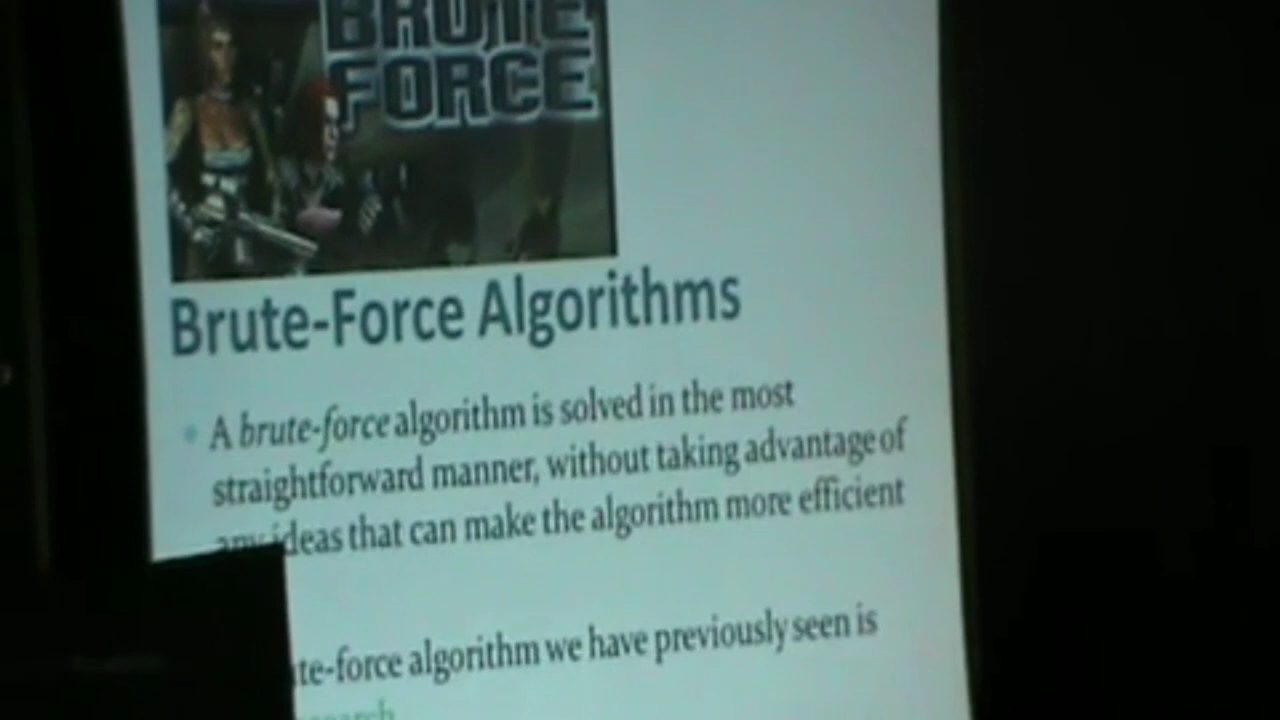 BRUTE
FORCE
Brute-Force Algorithms
A brute-force algorithm is solved in the most
straightforward manner, without taking advantage of
any ideas that can make the algorithm more efficient
te-force algorithm we have previously seen is